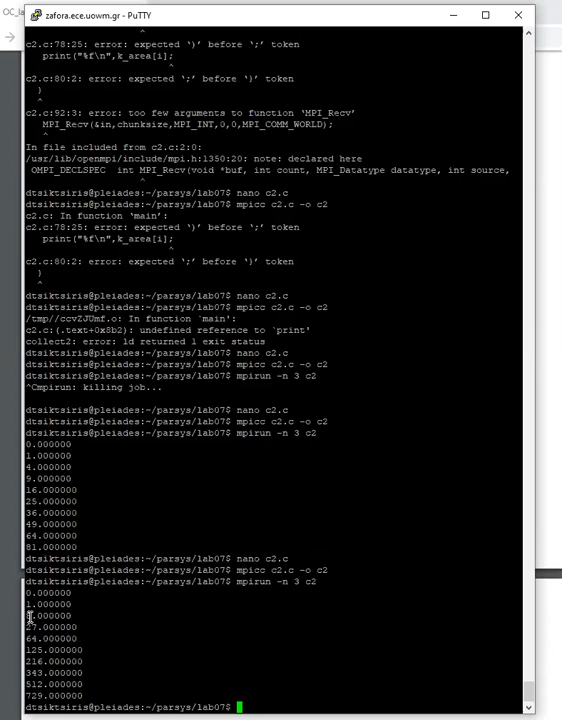 OC_la
zafora.ece.uowm.gr - PuTTY
^
c2.c:78:25: error: expected ‘)’ before ‘;’ token
print("%f\n",k_area[i];
^
c2.c:80:2: error: expected ‘;’ before ‘}’ token
}
^
c2.c:92:3: error: too few arguments to function ‘MPI_Recv’
MPI_Recv(&in,chunksize,MPI_INT,0,0,MPI_COMM_WORLD);
^
In file included from c2.c:2:0:
/usr/lib/openmpi/include/mpi.h:1350:20: note: declared here
OMPI_DECLSPEC  int MPI_Recv(void *buf, int count, MPI_Datatype datatype, int source,
^
dtsiktsiris@pleiades:~/parsys/lab07$ nano c2.c
dtsiktsiris@pleiades:~/parsys/lab07$ mpicc c2.c -o c2
c2.c: In function ‘main’:
c2.c:78:25: error: expected ‘)’ before ‘;’ token
print("%f\n",k_area[i];
^
c2.c:80:2: error: expected ‘;’ before ‘}’ token
}
^
dtsiktsiris@pleiades:~/parsys/lab07$ nano c2.c
dtsiktsiris@pleiades:~/parsys/lab07$ mpicc c2.c -o c2
/tmp//ccvZJUmf.o: In function `main':
c2.c:(.text+0x8b2): undefined reference to `print'
collect2: error: ld returned 1 exit status
dtsiktsiris@pleiades:~/parsys/lab07$ nano c2.c
dtsiktsiris@pleiades:~/parsys/lab07$ mpicc c2.c -o c2
dtsiktsiris@pleiades:~/parsys/lab07$ mpirun -n 3 c2
^Cmpirun: killing job...
dtsiktsiris@pleiades:~/parsys/lab07$ nano c2.c
dtsiktsiris@pleiades:~/parsys/lab07$ mpicc c2.c -o c2
dtsiktsiris@pleiades:~/parsys/lab07$ mpirun -n 3 c2
0.000000
1.000000
4.000000
9.000000
16.000000
25.000000
36.000000
49.000000
64.000000
81.000000
dtsiktsiris@pleiades:~/parsys/lab07$ nano c2.c
dtsiktsiris@pleiades:~/parsys/lab07$ mpicc c2.c -o c2
dtsiktsiris@pleiades:~/parsys/lab07$ mpirun -n 3 c2
0.000000
1.000000
8.000000
27.000000
64.000000
125.000000
216.000000
343.000000
512.000000
729.000000
dtsiktsiris@pleiades:~/parsys/lab07$